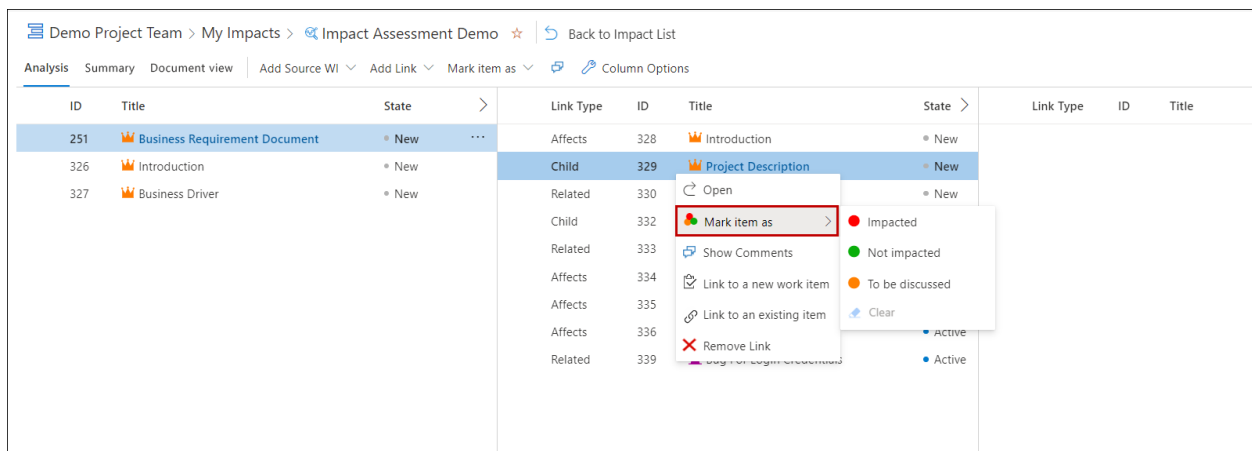 Demo Project Team > My Impacts > Impact Assessment Demo Back to Impact List
Analysis Summary Document view Add Source WI Add Link Mark item as Column Options
ID Title State Link Type ID Title State Link Type ID Title
251 Business Requirement Document New ... Affects 328 Introduction New
326 Introduction New Child 329 Project Description New
327 Business Driver New Related 330 New
Open
Child 332
Mark item as
Impacted
Related 333
Show Comments
Not impacted
Affects 334
Link to a new work item
To be discussed
Affects 335
Link to an existing item
Clear
Affects 336 Active
Remove Link
Related 339 Bug For Login Credentials Active